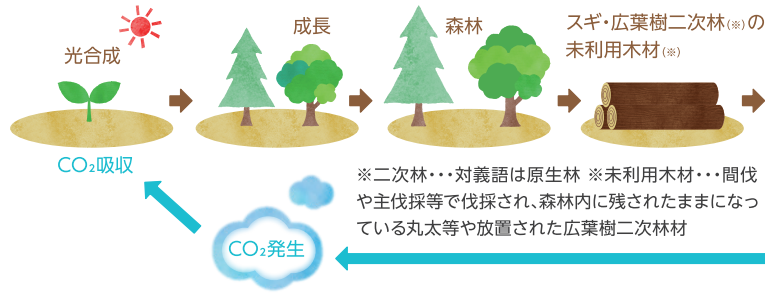 光合成
成長
森林
スギ・広葉樹二次林(※)の
未利用木材(※)
CO₂吸収
※二次林・・・対義語は原生林 ※未利用木材・・・間伐
や主伐採等で伐採され、森林内に残されたままになっ
ている丸太等や放置された広葉樹二次林材
CO₂発生